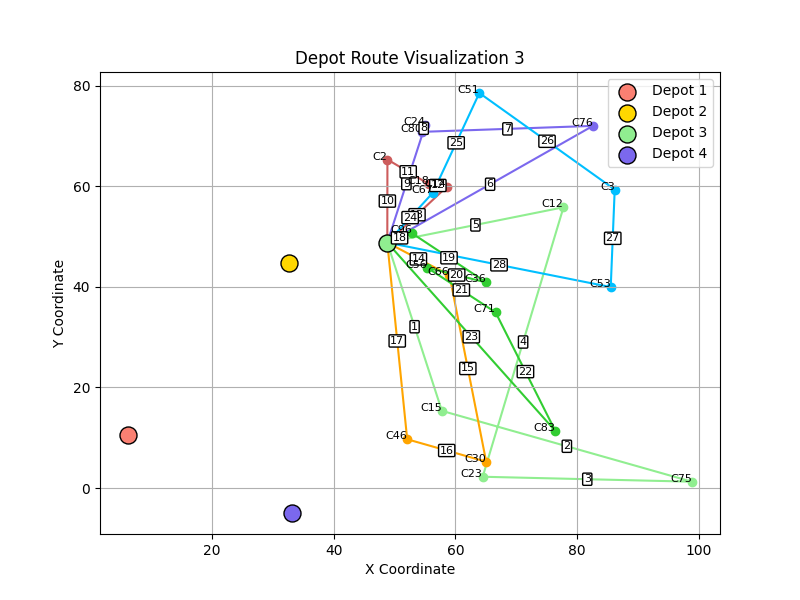 Depot Route Visualization 3
Depot 1
Depot 2
Depot 3
Depot 4
80
60
40
20
0
20
40
60
80
100
X Coordinate
Y Coordinate
C51
C24
C76
C2
C18
C67
C3
C12
C96
C56
C66
C36
C53
C71
C15
C46
C30
C83
C23
C75
1
2
3
4
5
6
7
8
9
10
11
14
15
16
17
18
19
20
21
22
23
24
25
26
27
28